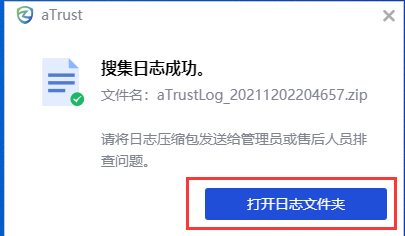 aTrust
搜集日志成功。
文件名：aTrustLog_20211202204657.zip
请将日志压缩包发送给管理员或售后人员排
查问题。
打开日志文件夹